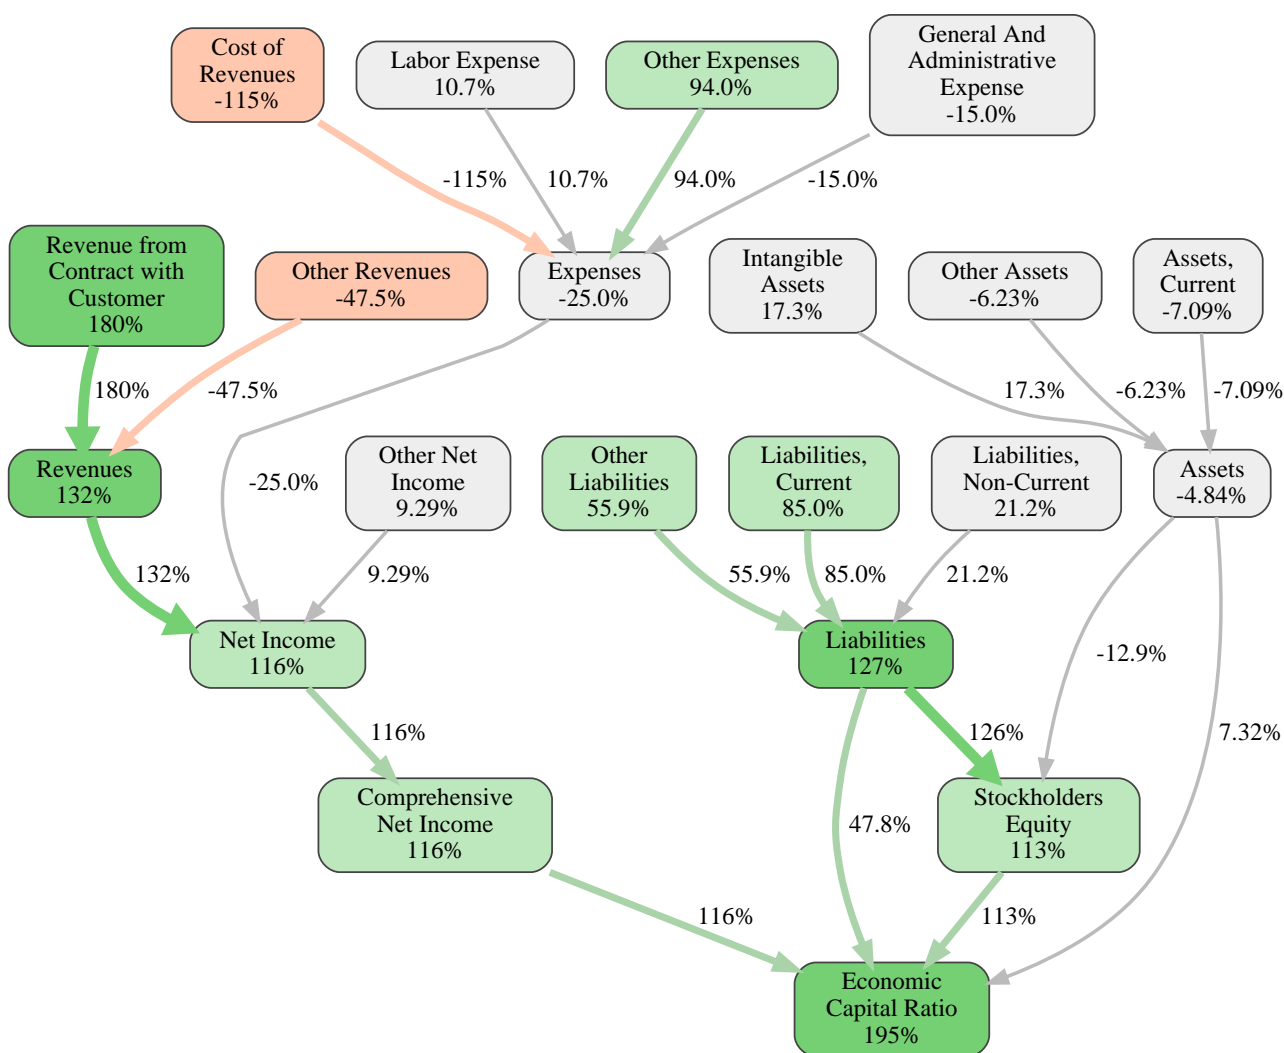 Cost of
Revenues
-115%
Labor Expense
10.7%
Other Expenses
94.0%
General And
Administrative
Expense
-15.0%
-115%
10.7%
94.0%
-15.0%
Revenue from
Contract with
Customer
180%
Other Revenues
-47.5%
Expenses
-25.0%
Intangible
Assets
17.3%
Other Assets
-6.23%
Assets,
Current
-7.09%
180%
-47.5%
17.3%
-6.23%
-7.09%
Revenues
132%
-25.0%
Other Net
Income
9.29%
Other
Liabilities
55.9%
Liabilities,
Current
85.0%
Liabilities,
Non-Current
21.2%
Assets
-4.84%
132%
9.29%
55.9%
85.0%
21.2%
Net Income
116%
Liabilities
127%
-12.9%
116%
126%
7.32%
Comprehensive
Net Income
116%
47.8%
Stockholders
Equity
113%
116%
113%
Economic
Capital Ratio
195%